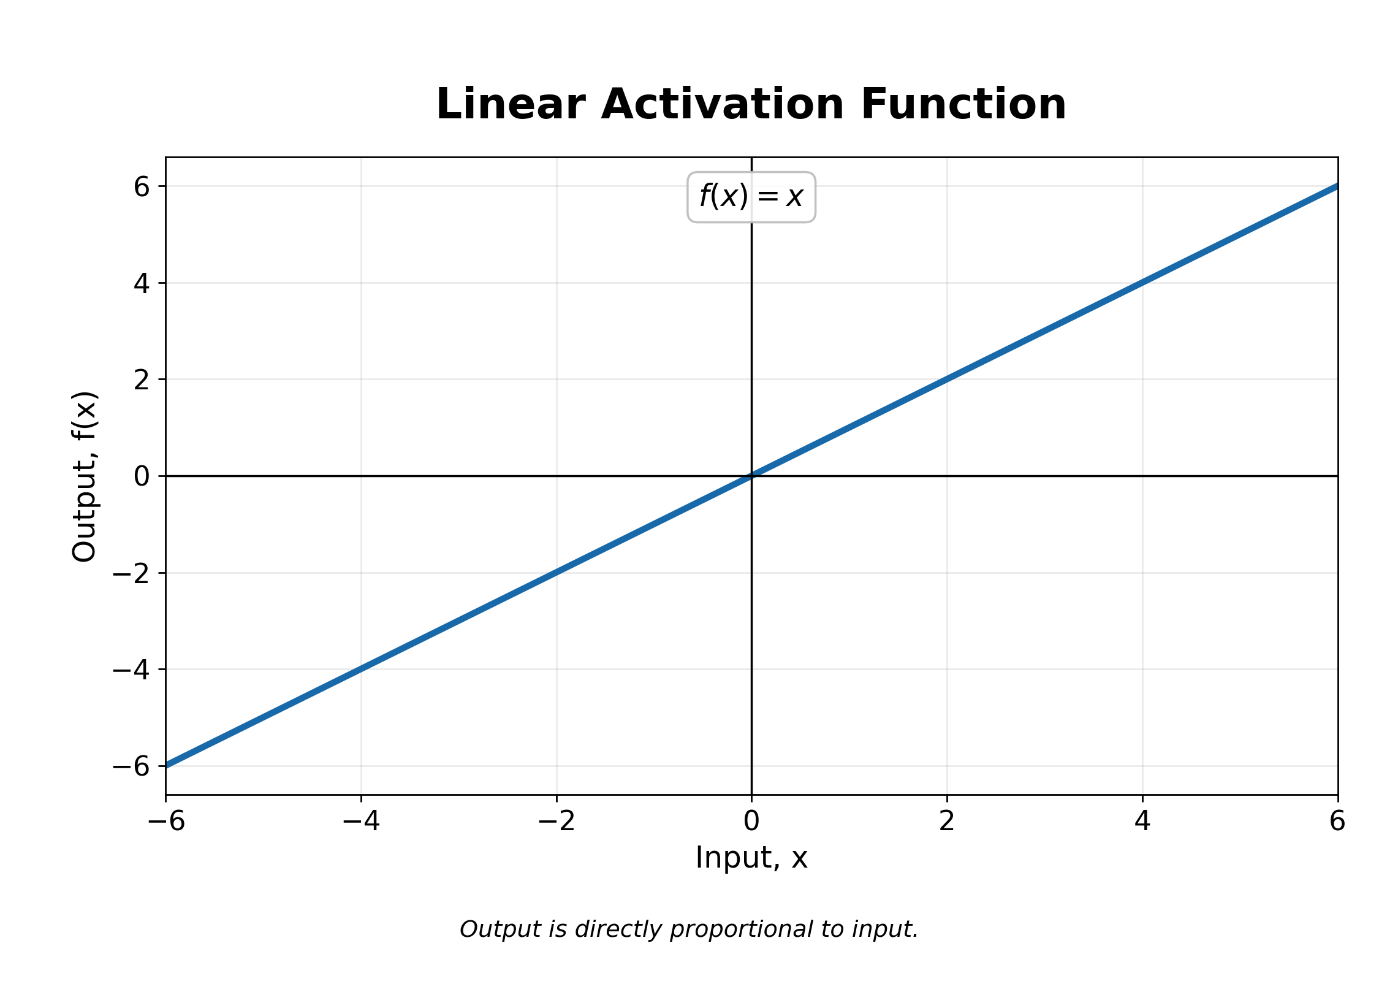 Linear Activation Function
f(x) = x
6
4
2
0
−2
−4
−6
Output, f(x)
−6 −4 −2 0 2 4 6
Input, x
Output is directly proportional to input.